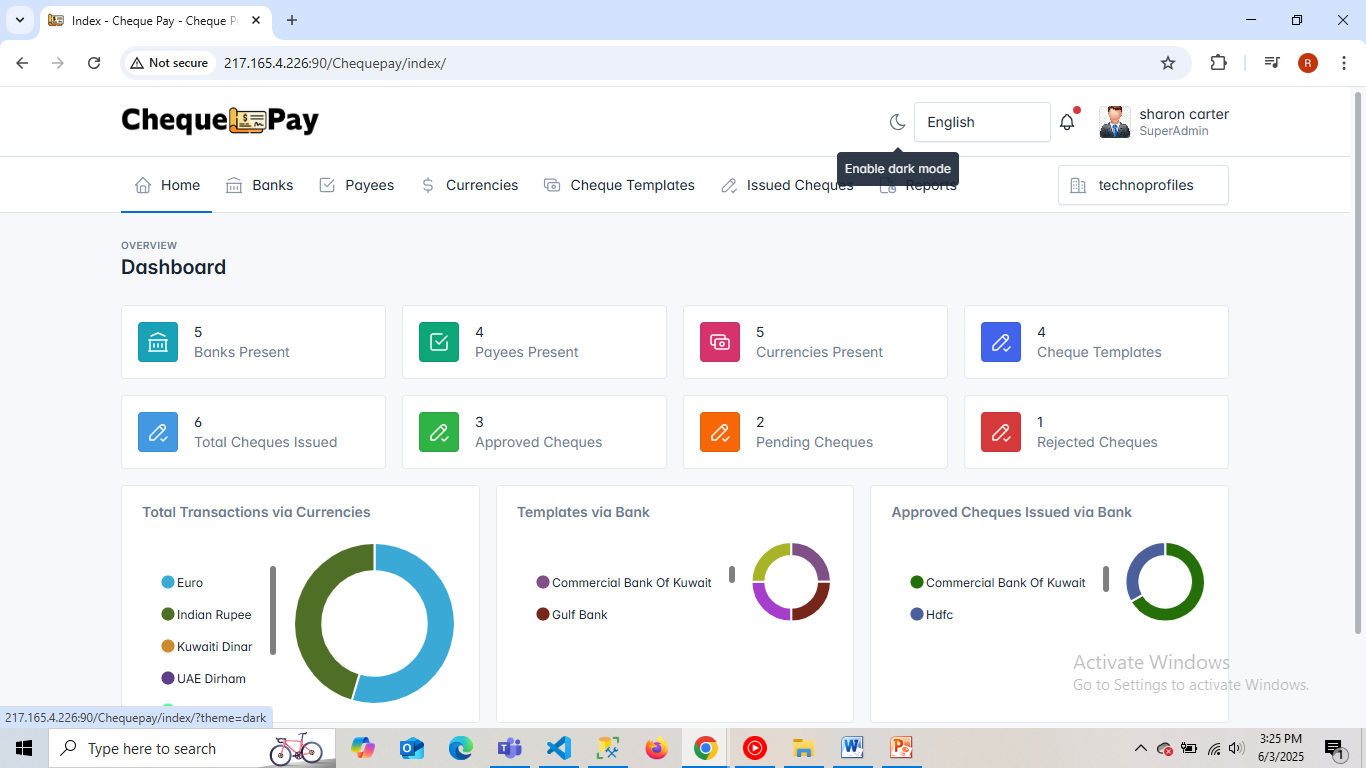 Index - Cheque Pay - Cheque P
Not secure
217.165.4.226:90/Chequepay/index/
R
Cheque Pay
English
sharon carter
SuperAdmin
Enable dark mode
Home
Banks
Payees
Currencies
Cheque Templates
Issued Cheques
Reports
technoprofiles
OVERVIEW
Dashboard
5
Banks Present
4
Payees Present
5
Currencies Present
4
Cheque Templates
6
Total Cheques Issued
3
Approved Cheques
2
Pending Cheques
1
Rejected Cheques
Total Transactions via Currencies
Euro
Indian Rupee
Kuwaiti Dinar
UAE Dirham
Templates via Bank
Commercial Bank Of Kuwait
Gulf Bank
Approved Cheques Issued via Bank
Commercial Bank Of Kuwait
Hdfc
Activate Windows
Go to Settings to activate Windows.
217.165.4.226:90/Chequepay/index/?theme=dark
Type here to search
3:25 PM
6/3/2025
1